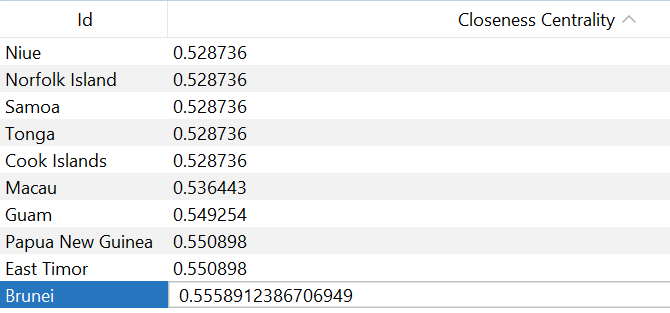 Id Closeness Centrality
Niue 0.528736
Norfolk Island 0.528736
Samoa 0.528736
Tonga 0.528736
Cook Islands 0.528736
Macau 0.536443
Guam 0.549254
Papua New Guinea 0.550898
East Timor 0.550898
Brunei 0.5558912386706949